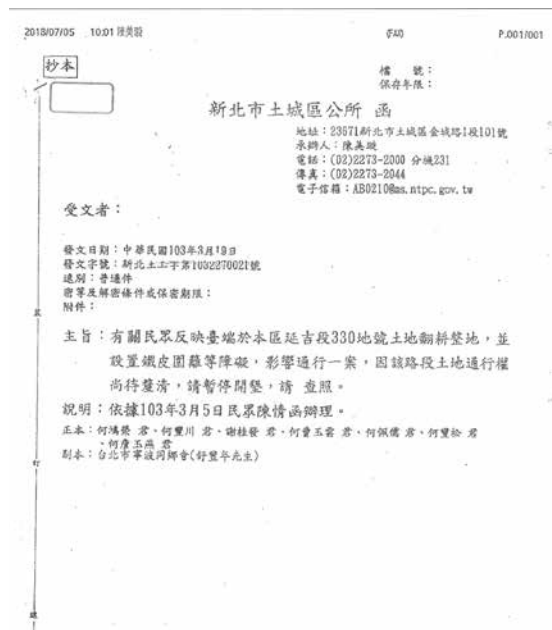 2018/07/05 10:01 陳美璇 (FAX) P.001/001
抄本
檔 號：
保存年限：
新北市土城區公所 函
地址：23671新北市土城區金城路1段101號
承辦人：陳美璇
電話：(02)2273-2000 分機231
傳真：(02)2273-2044
電子信箱：AB0210@ms.ntpc.gov.tw
受文者：
發文日期：中華民國103年3月19日
發文字號：新北土工字第1032270021號
速別：普通件
密等及解密條件或保密期限：
附件：
主旨：有關民眾反映臺端於本區延吉段330地號土地翻耕整地，並
設置鐵皮圍籬等障礙，影響通行一案，因該路段土地通行權
尚待釐清，請暫停開墾，請 查照。
說明：依據103年3月5日民眾陳情函辦理。
正本：何鴻榮 君、何豐川 君、謝桂發 君、何曾玉雲 君、何佩儒 君、何豐松 君
、何詹玉燕 君
副本：台北市寧波同鄉會(舒豐年先生)
裝
訂
線